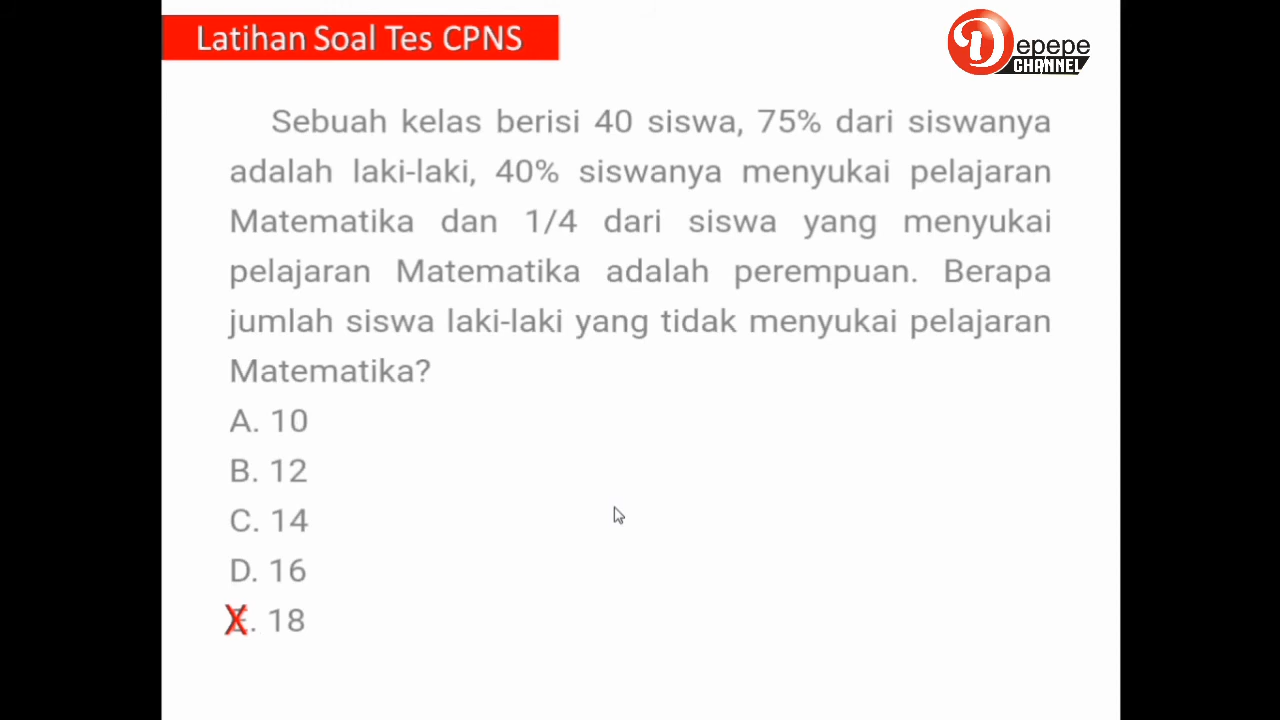 Latihan Soal Tes CPNS
Depepe
CHANNEL
Sebuah kelas berisi 40 siswa, 75% dari siswanya
adalah laki-laki, 40% siswanya menyukai pelajaran
Matematika dan 1/4 dari siswa yang menyukai
pelajaran Matematika adalah perempuan. Berapa
jumlah siswa laki-laki yang tidak menyukai pelajaran
Matematika?
A. 10
B. 12
C. 14
D. 16
E. 18